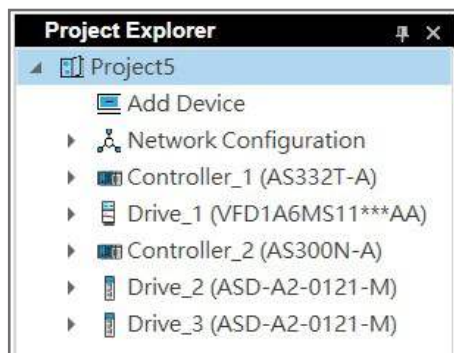 Project Explorer
Project5
Add Device
Network Configuration
Controller_1 (AS332T-A)
Drive_1 (VFD1A6MS11***AA)
Controller_2 (AS300N-A)
Drive_2 (ASD-A2-0121-M)
Drive_3 (ASD-A2-0121-M)